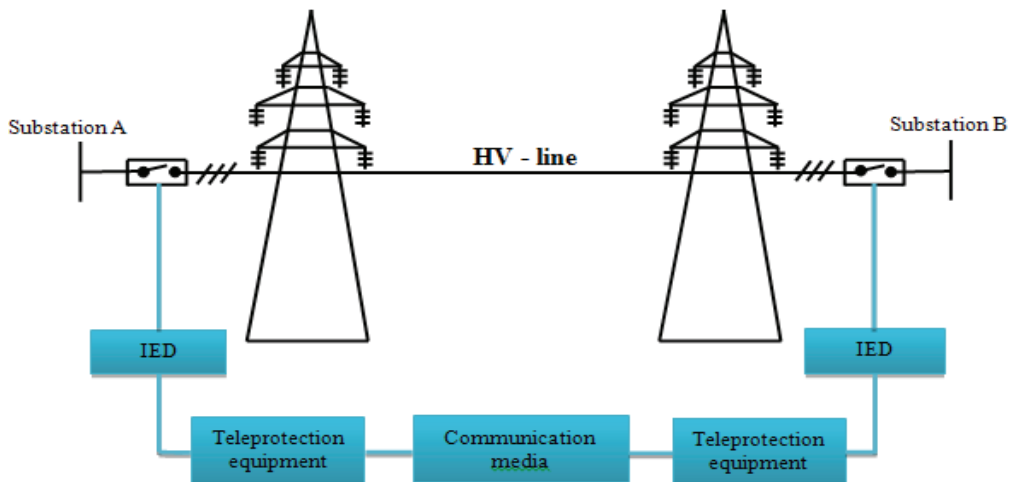 Substation A
Substation B
HV - line
IED
IED
Teleprotection
equipment
Communication
media
Teleprotection
equipment